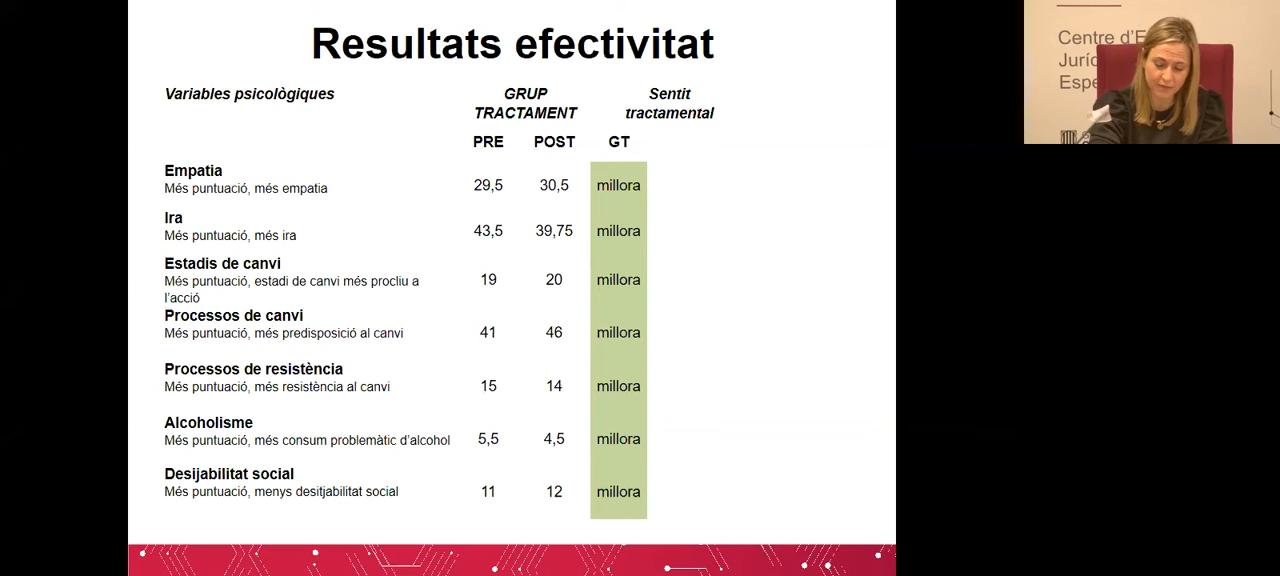 Resultats efectivitat
Variables psicològiques
GRUP
TRACTAMENT
Sentit
tractamental
PRE POST GT
Empatia
Més puntuació, més empatia
29,5 30,5 millora
Ira
Més puntuació, més ira
43,5 39,75 millora
Estadis de canvi
Més puntuació, estadi de canvi més procliu a
l'acció
19 20 millora
Processos de canvi
Més puntuació, més predisposició al canvi
41 46 millora
Processos de resistència
Més puntuació, més resistència al canvi
15 14 millora
Alcoholisme
Més puntuació, més consum problemàtic d'alcohol
5,5 4,5 millora
Desijabilitat social
Més puntuació, menys desitjabilitat social
11 12 millora
Centre d'E
Juríd
Espe